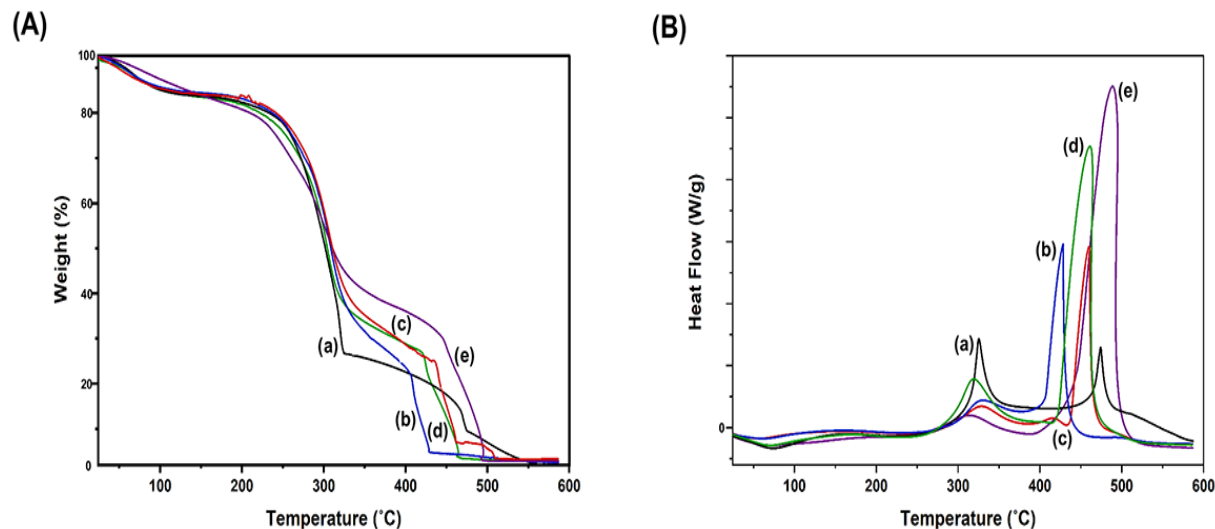 (A)
100
80
60
40
20
0
Weight (%)
(a)
(b)
(c)
(d)
(e)
100
200
300
400
500
600
Temperature (˚C)
(B)
Heat Flow (W/g)
0
(a)
(b)
(c)
(d)
(e)
100
200
300
400
500
600
Temperature (˚C)